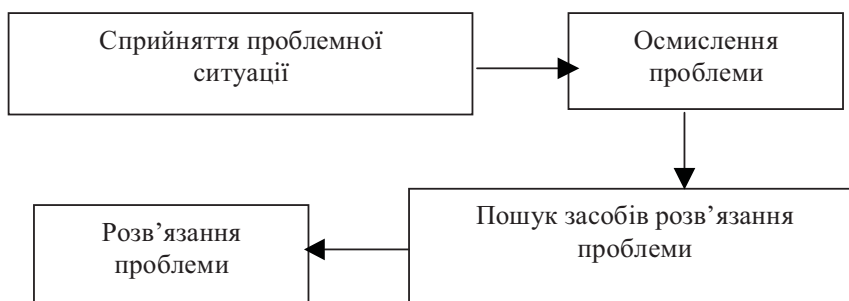 Сприйняття проблемної
ситуації
Осмислення
проблеми
Пошук засобів розв’язання
проблеми
Розв’язання
проблеми